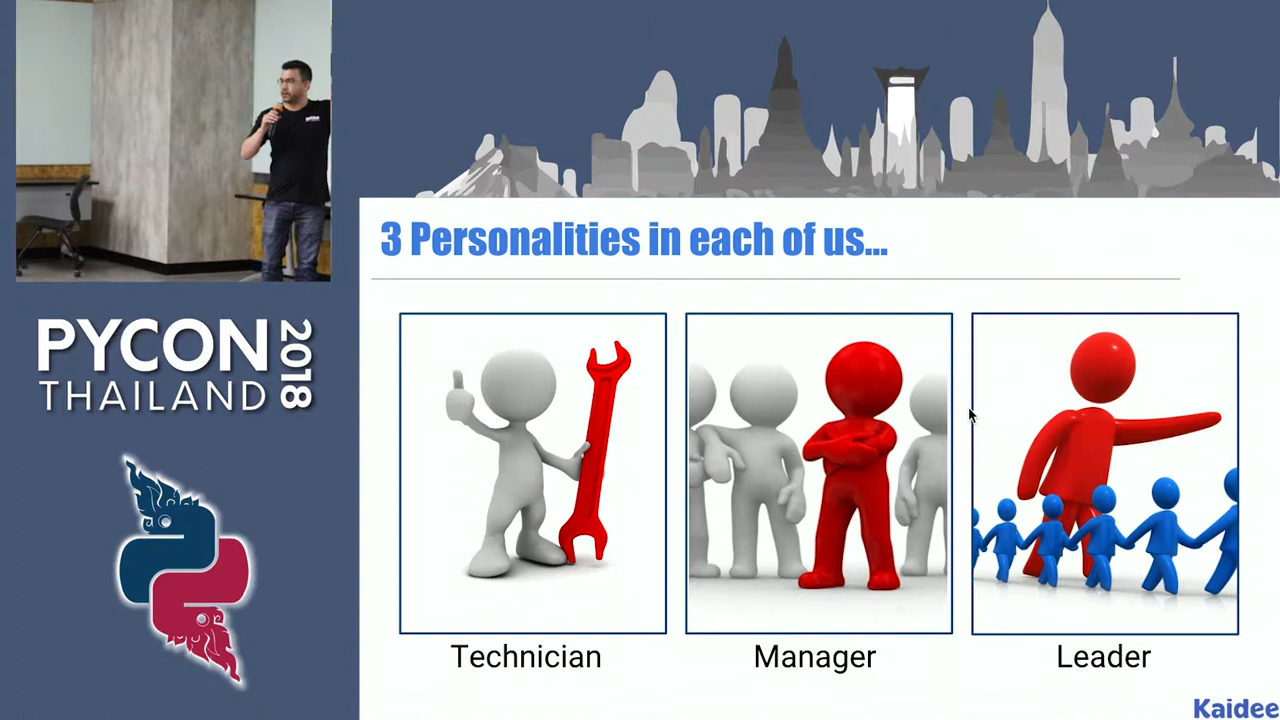 PYCON 2018
THAILAND
3 Personalities in each of us...
Technician
Manager
Leader
Kaidee